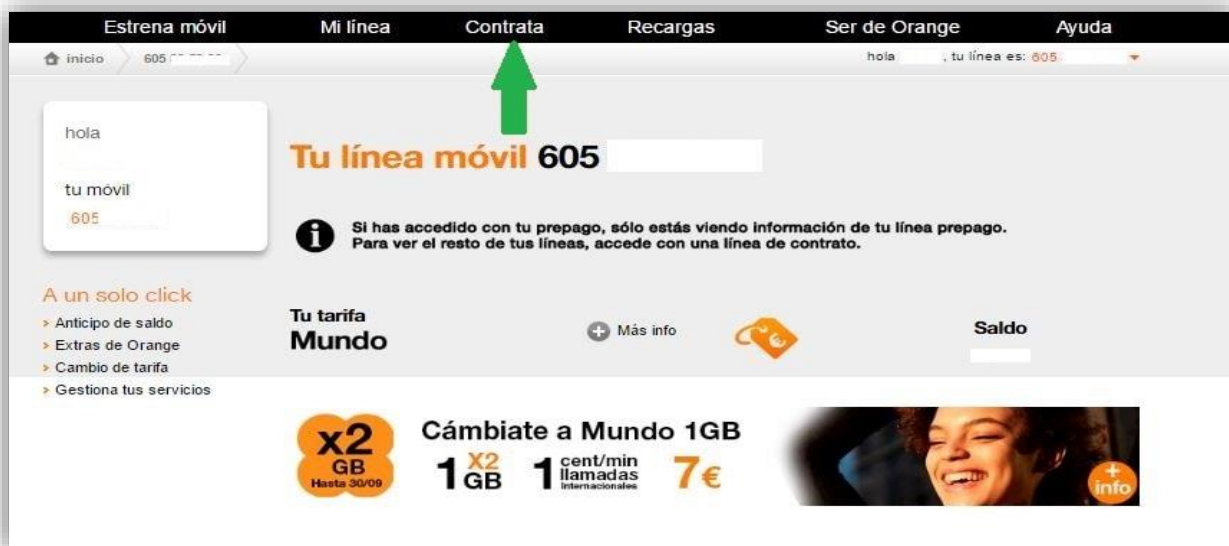 Estrena móvil Mi línea Contrata Recargas Ser de Orange Ayuda
inicio 605
hola , tu línea es: 605
hola
tu móvil
605
Tu línea móvil 605
Si has accedido con tu prepago, sólo estás viendo información de tu línea prepago.
Para ver el resto de tus líneas, accede con una línea de contrato.
A un solo click
Anticipo de saldo
Extras de Orange
Cambio de tarifa
Gestiona tus servicios
Tu tarifa
Mundo
+ Más info
€
Saldo
x2
GB
Hasta 30/09
Cámbiate a Mundo 1GB
1 X2 GB 1 cent/min llamadas Internacionales 7€
+
info